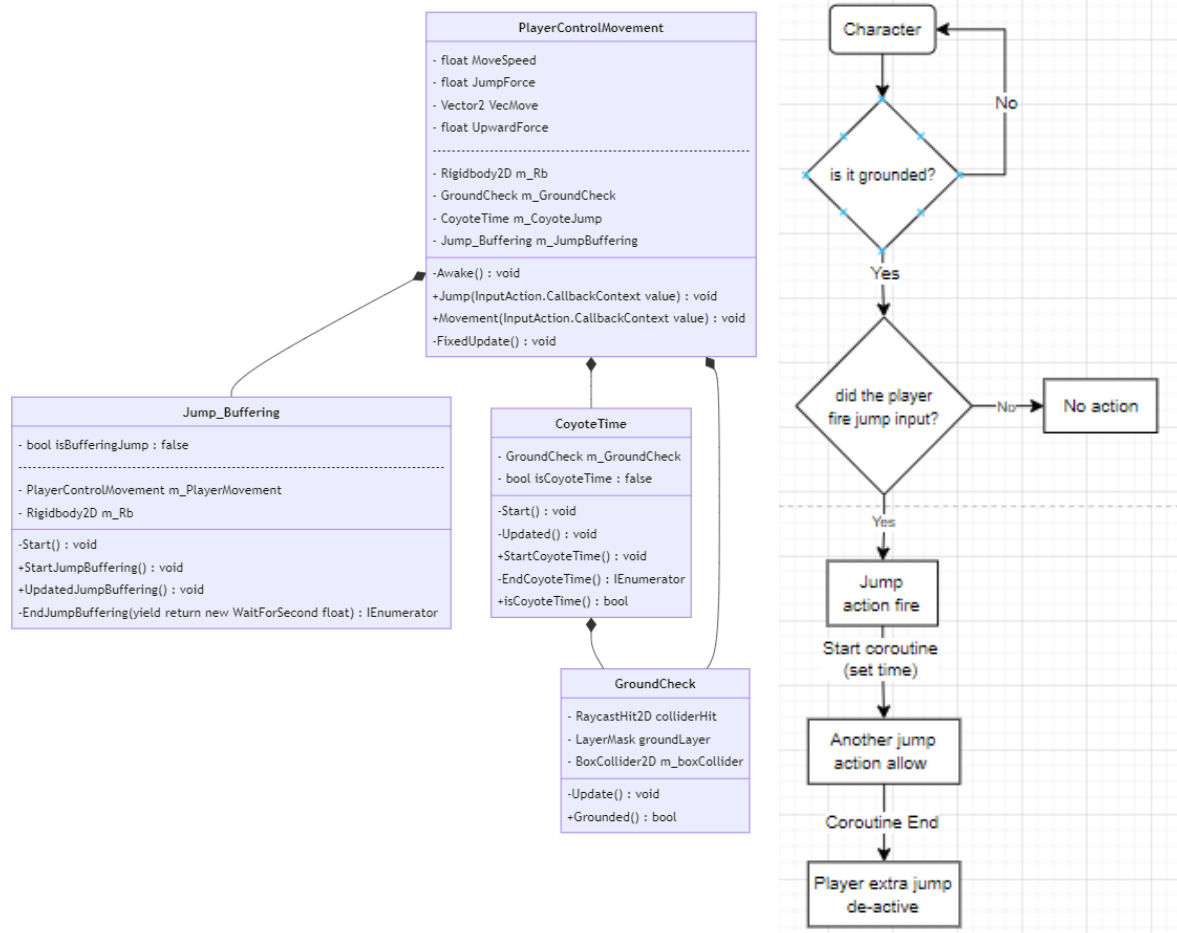 PlayerControlMovement
- float MoveSpeed
- float JumpForce
- Vector2 VecMove
- float UpwardForce
- Rigidbody2D m_Rb
- GroundCheck m_GroundCheck
- CoyoteTime m_CoyoteJump
- Jump_Buffering m_JumpBuffering
-Awake() : void
+Jump(InputAction.CallbackContext value) : void
+Movement(InputAction.CallbackContext value) : void
-FixedUpdate() : void
Jump_Buffering
- bool isBufferingJump : false
- PlayerControlMovement m_PlayerMovement
- Rigidbody2D m_Rb
-Start() : void
+StartJumpBuffering() : void
+UpdatedJumpBuffering() : void
-EndJumpBuffering(yield return new WaitForSecond float) : IEnumerator
CoyoteTime
- GroundCheck m_GroundCheck
- bool isCoyoteTime : false
-Start() : void
-Updated() : void
+StartCoyoteTime() : void
-EndCoyoteTime() : IEnumerator
+isCoyoteTime() : bool
GroundCheck
- RaycastHit2D colliderHit
- LayerMask groundLayer
- BoxCollider2D m_boxCollider
-Update() : void
+Grounded() : bool
Character
No
is it grounded?
Yes
did the player
fire jump input?
No
No action
Yes
Jump
action fire
Start coroutine
(set time)
Another jump
action allow
Coroutine End
Player extra jump
de-active